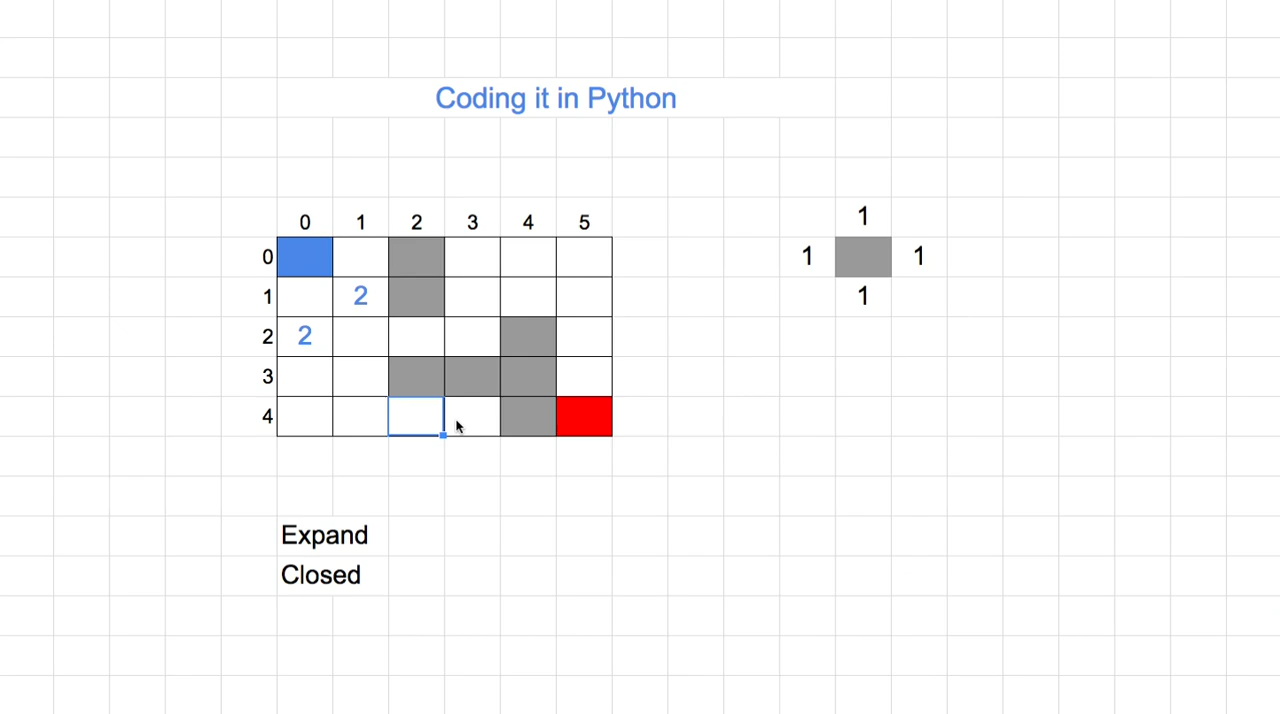 Coding it in Python
0 1 2 3 4 5
1
0
1 1
1 2
1
2 2
3
4
Expand
Closed